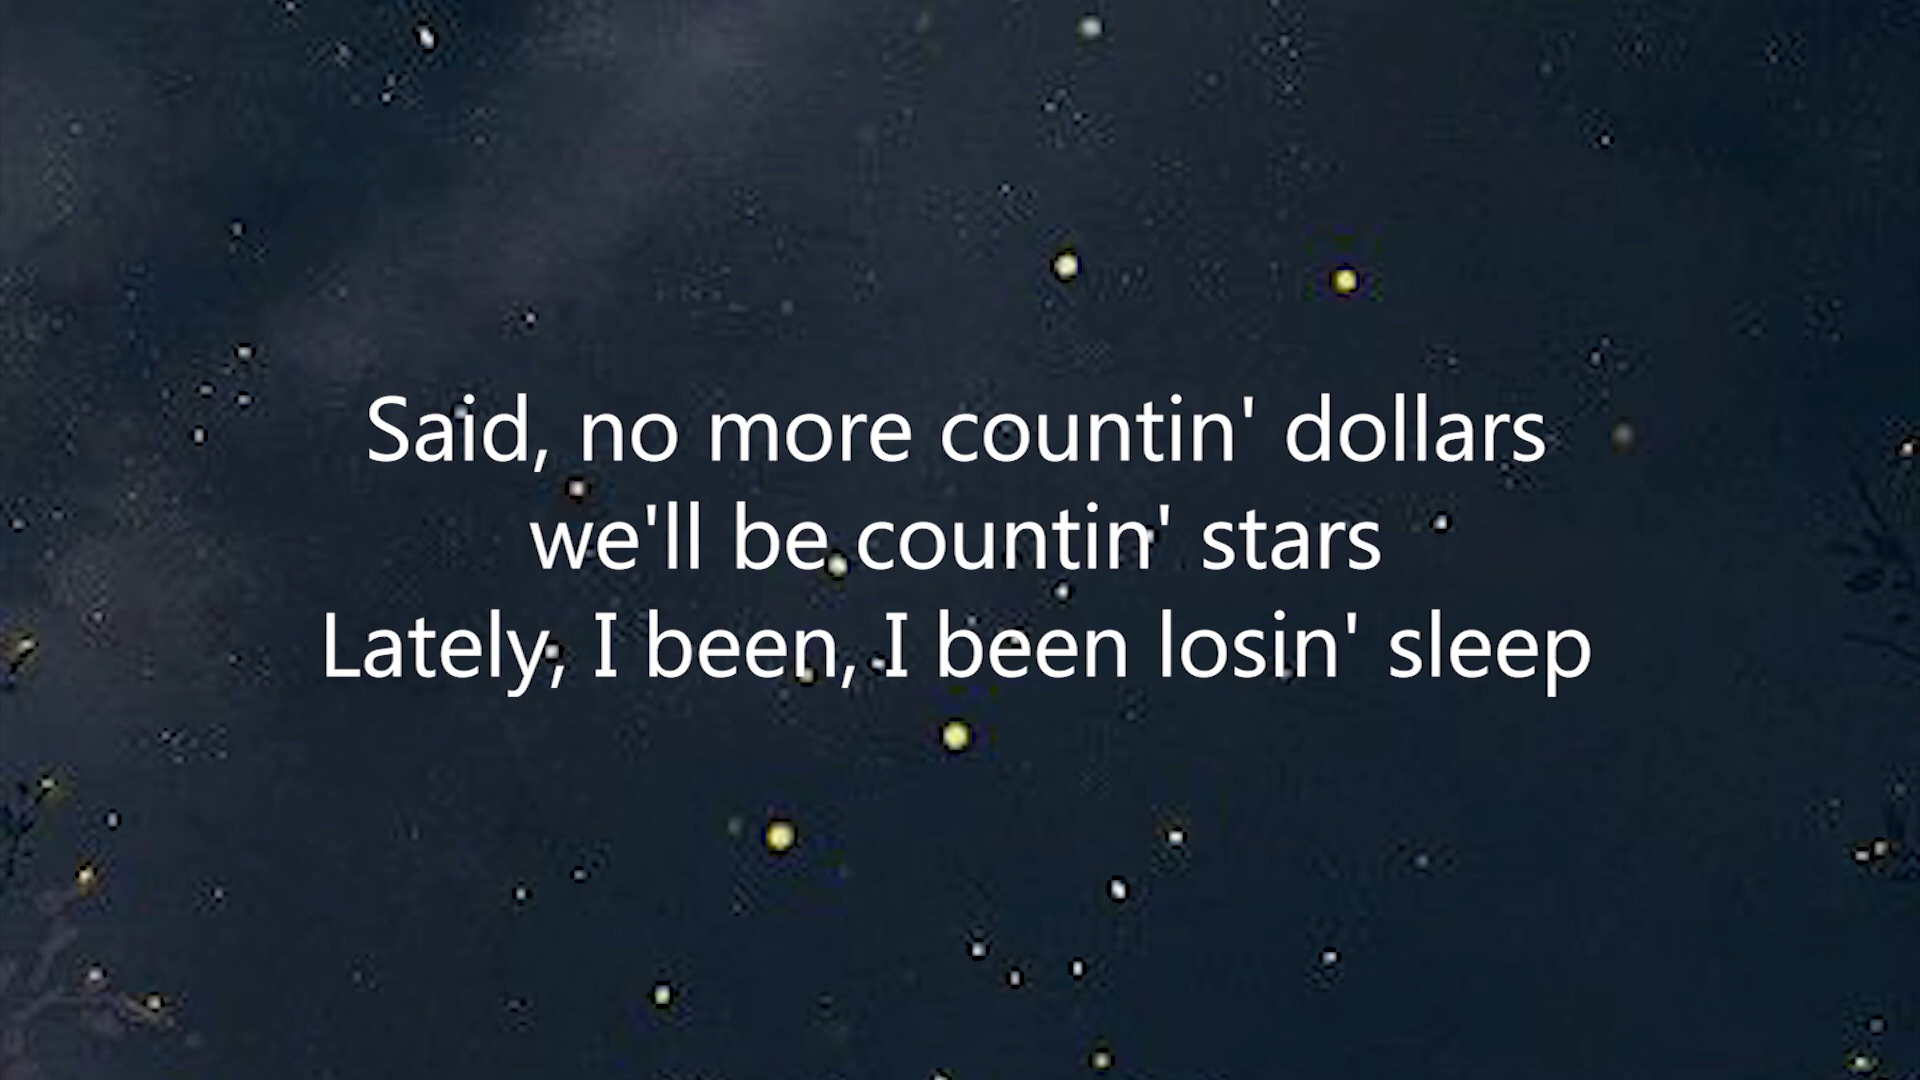 Said, no more countin' dollars
we'll be countin' stars
Lately, I been, I been losin' sleep